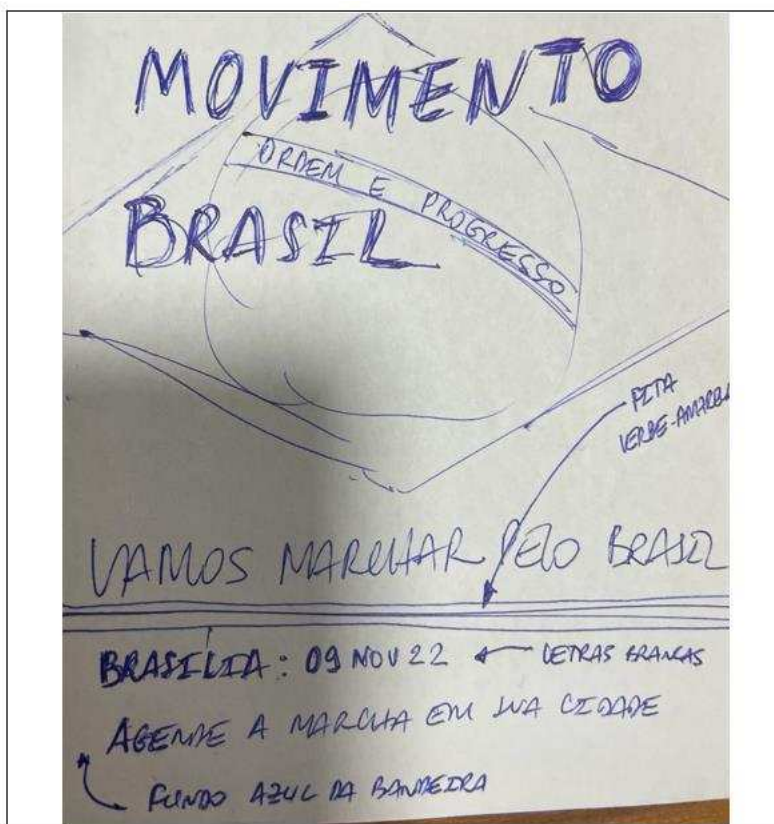 MOVIMENTO
ORDEM E PROGRESSO
BRASIL
FITA
VERDE-AMARELA
VAMOS MARCHAR PELO BRASIL
BRASÍLIA: 09 NOV 22 ← LETRAS BRANCAS
AGENDE A MARCHA EM SUA CIDADE
FUNDO AZUL DA BANDEIRA